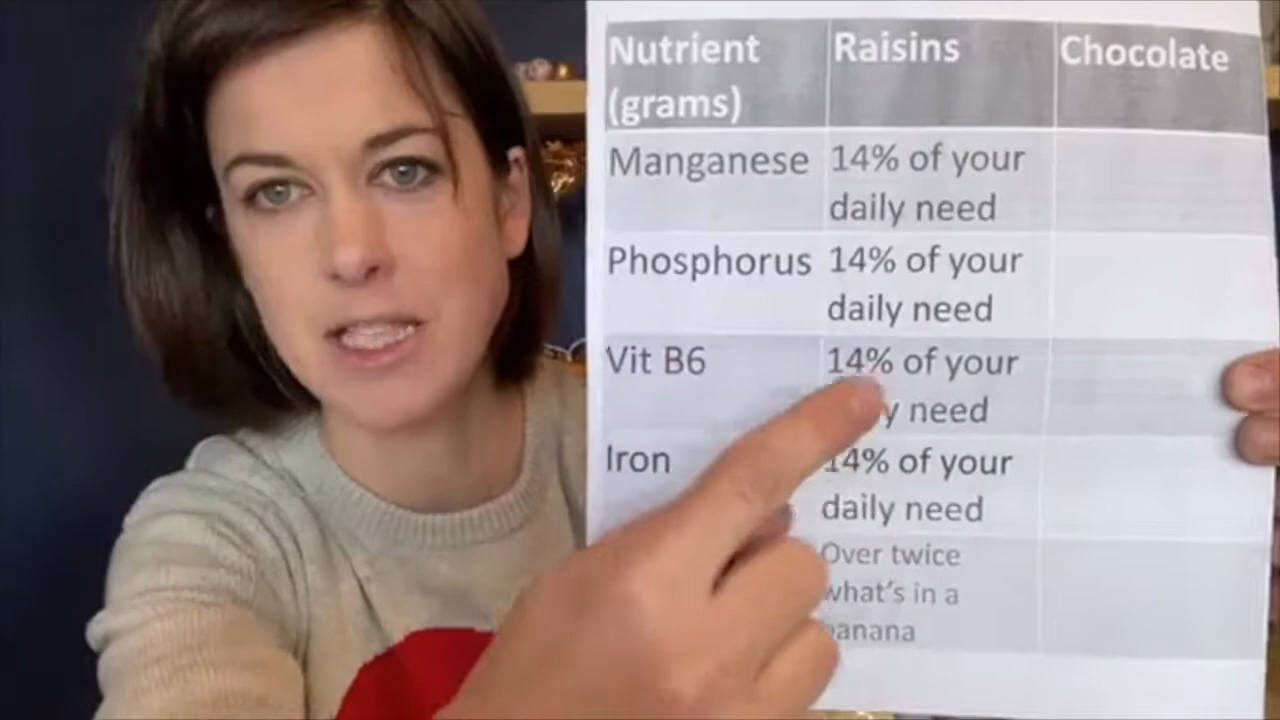 Nutrient Raisins Chocolate
(grams)
Manganese 14% of your
daily need
Phosphorus 14% of your
daily need
Vit B6 14% of your
need
Iron 14% of your
daily need
Over twice
what's in a
banana